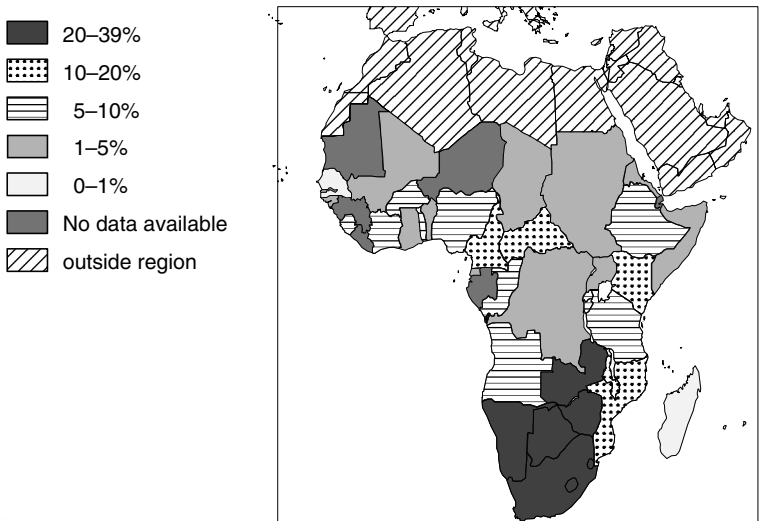 20–39%
10–20%
5–10%
1–5%
0–1%
No data available
outside region